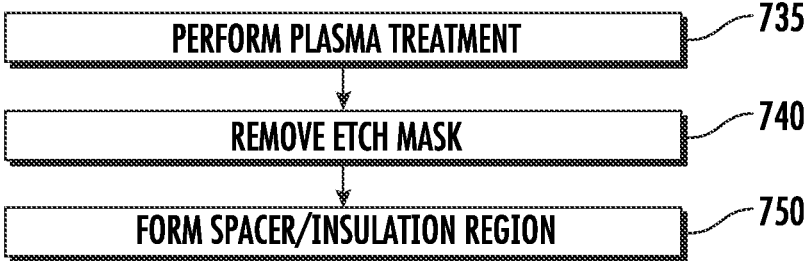 PERFORM PLASMA TREATMENT 735
REMOVE ETCH MASK 740
FORM SPACER/INSULATION REGION 750